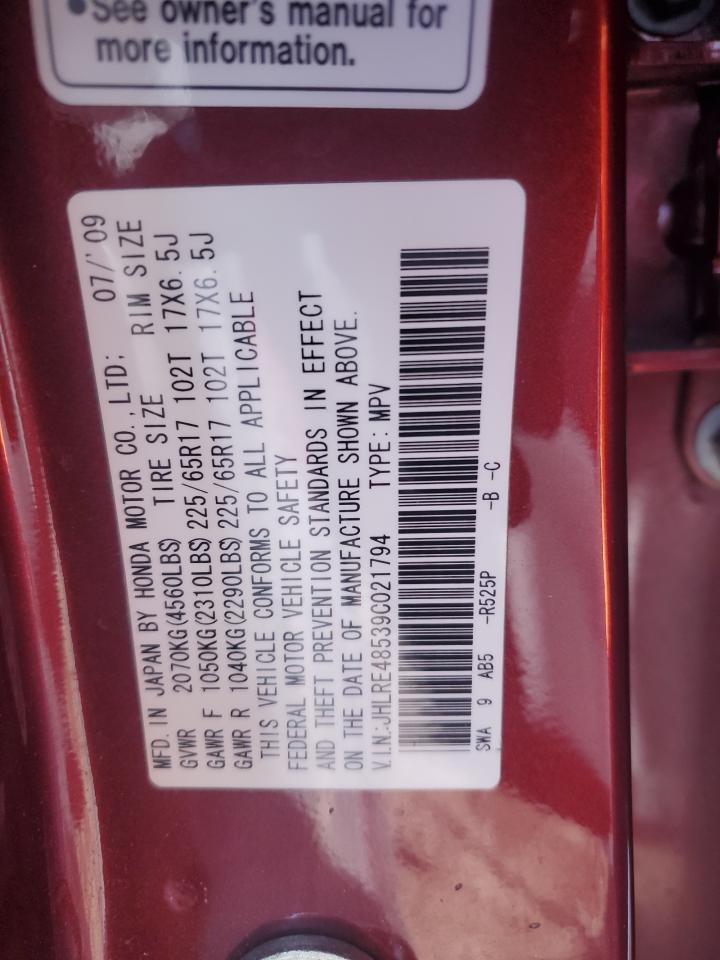 ●See owner's manual for
more information.
MFD. IN JAPAN BY HONDA MOTOR CO., LTD: 07/'09
GVWR 2070KG(4560LBS) TIRE SIZE RIM SIZE
GAWR F 1050KG(2310LBS) 225/65R17 102T 17X6.5J
GAWR R 1040KG(2290LBS) 225/65R17 102T 17X6.5J
THIS VEHICLE CONFORMS TO ALL APPLICABLE
FEDERAL MOTOR VEHICLE SAFETY
AND THEFT PREVENTION STANDARDS IN EFFECT
ON THE DATE OF MANUFACTURE SHOWN ABOVE.
V.I.N:JHLRE48539C021794 TYPE: MPV
SWA 9 AB5 -R525P -B -C